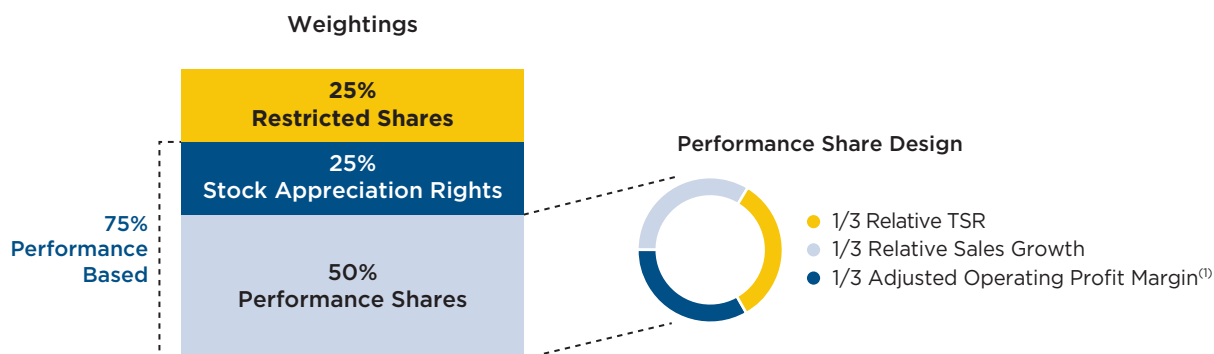 Weightings
25%
Restricted Shares
25%
Stock Appreciation Rights
75%
Performance
Based
50%
Performance Shares
Performance Share Design
1/3 Relative TSR
1/3 Relative Sales Growth
1/3 Adjusted Operating Profit Margin(1)